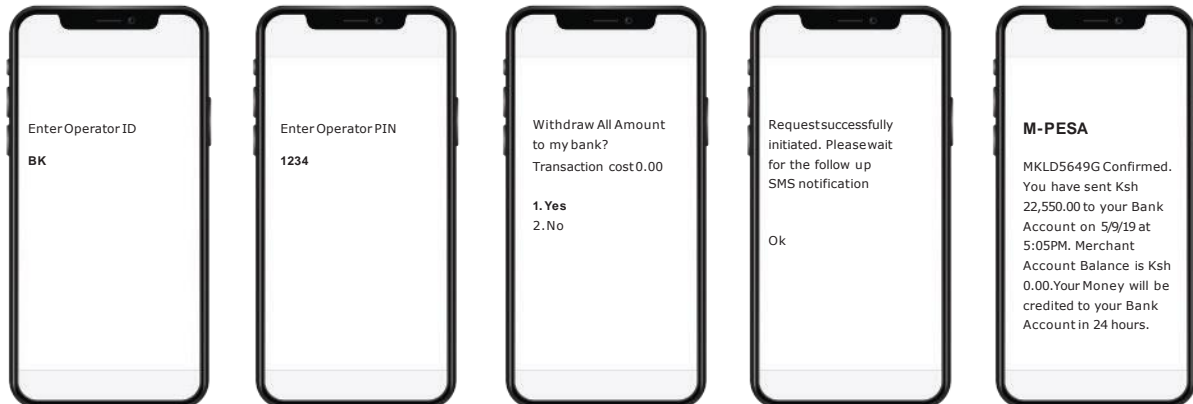 Enter Operator ID
BK
Enter Operator PIN
1234
Withdraw All Amount
to my bank?
Transaction cost 0.00
1. Yes
2. No
Request successfully
initiated. Please wait
for the follow up
SMS notification
Ok
M-PESA
MKLD5649G Confirmed.
You have sent Ksh
22,550.00 to your Bank
Account on 5/9/19 at
5:05PM. Merchant
Account Balance is Ksh
0.00.Your Money will be
credited to your Bank
Account in 24 hours.